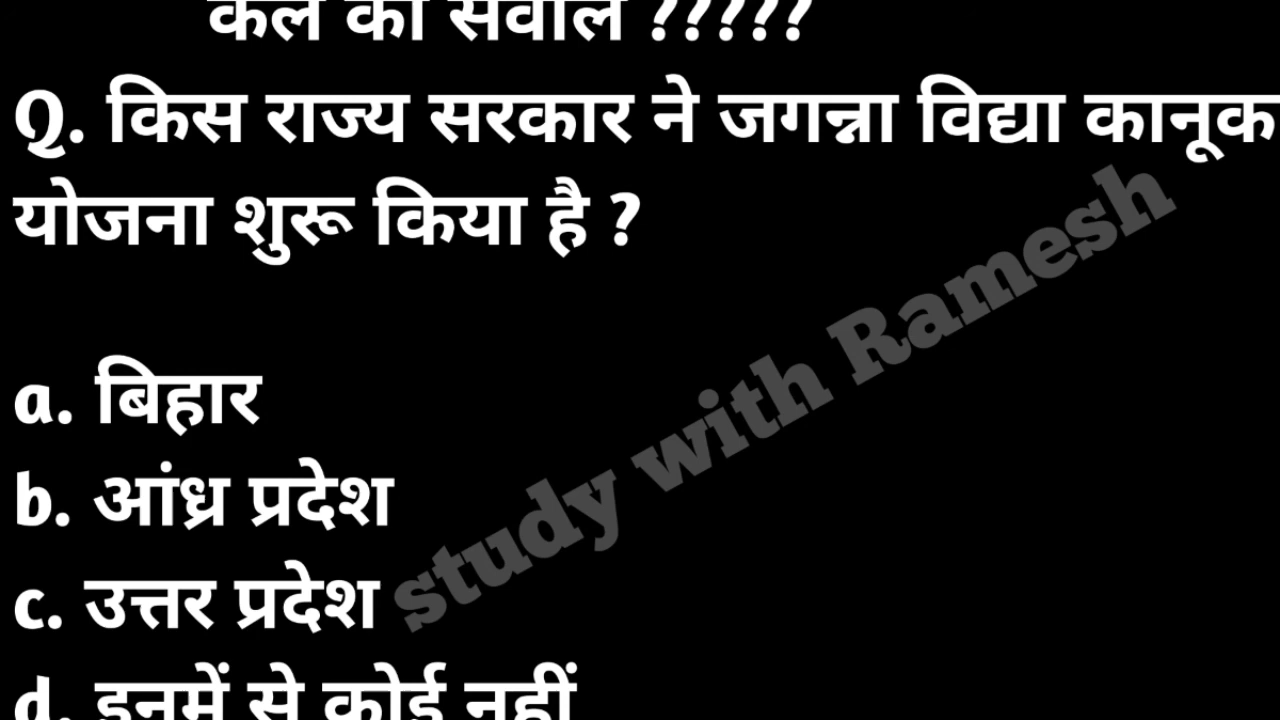 कल का सवाल ?????
Q. किस राज्य सरकार ने जगन्ना विद्या कानूक
योजना शुरू किया है ?
a. बिहार
b. आंध्र प्रदेश
c. उत्तर प्रदेश
d. इनमें से कोई नहीं
study with Ramesh